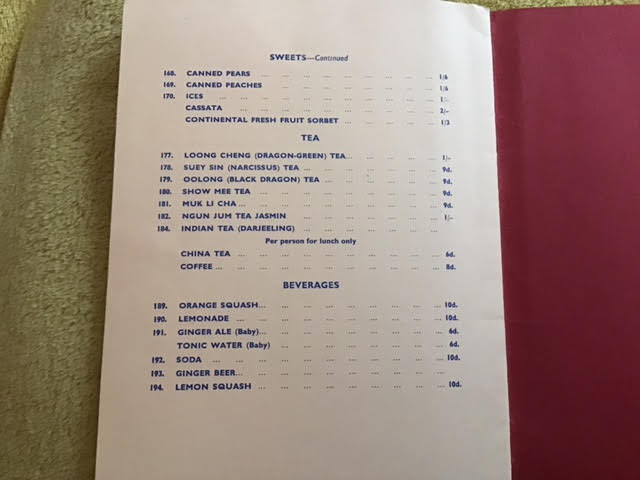 SWEETS—Continued
168. CANNED PEARS ... ... ... ... ... ... ... ... 1/6
169. CANNED PEACHES ... ... ... ... ... ... ... 1/6
170. ICES ... ... ... ... ... ... ... ... ... 1/-
CASSATA ... ... ... ... ... ... ... ... 2/-
CONTINENTAL FRESH FRUIT SORBET ... ... ... ... 1/3
TEA
177. LOONG CHENG (DRAGON-GREEN) TEA... ... ... ... ... 1/-
178. SUEY SIN (NARCISSUS) TEA ... ... ... ... ... ... 9d.
179. OOLONG (BLACK DRAGON) TEA ... ... ... ... ... 9d.
180. SHOW MEE TEA ... ... ... ... ... ... ... 9d.
181. MUK LI CHA... ... ... ... ... ... ... ... 9d.
182. NGUN JUM TEA JASMIN ... ... ... ... ... ... 1/-
184. INDIAN TEA (DARJEELING) ... ... ... ... ... ...
Per person for lunch only
CHINA TEA ... ... ... ... ... ... ... ... 6d.
COFFEE ... ... ... ... ... ... ... ... ... 8d.
BEVERAGES
189. ORANGE SQUASH... ... ... ... ... ... ... ... 10d.
190. LEMONADE ... ... ... ... ... ... ... ... 10d.
191. GINGER ALE (Baby)... ... ... ... ... ... ... ... 6d.
TONIC WATER (Baby) ... ... ... ... ... ... ... 6d.
192. SODA ... ... ... ... ... ... ... ... ... 10d.
193. GINGER BEER... ... ... ... ... ... ... ...
194. LEMON SQUASH ... ... ... ... ... ... ... 10d.